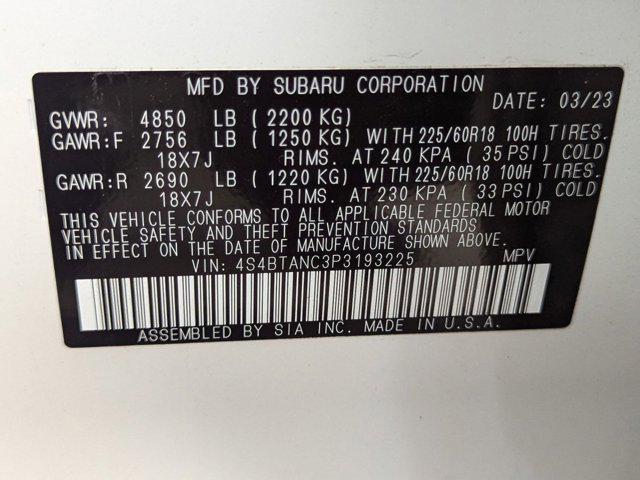 MFD BY SUBARU CORPORATION DATE: 03/23
GVWR: 4850 LB (2200 KG)
GAWR:F 2756 LB (1250 KG) WITH 225/60R18 100H TIRES.
18X7J RIMS. AT 240 KPA (35 PSI) COLD
GAWR:R 2690 LB (1220 KG) WITH 225/60R18 100H TIRES.
18X7J RIMS. AT 230 KPA (33 PSI) COLD
THIS VEHICLE CONFORMS TO ALL APPLICABLE FEDERAL MOTOR
VEHICLE SAFETY AND THEFT PREVENTION STANDARDS
IN EFFECT ON THE DATE OF MANUFACTURE SHOWN ABOVE.
VIN: 4S4BTANC3P3193225 MPV
ASSEMBLED BY SIA INC. MADE IN U.S.A.